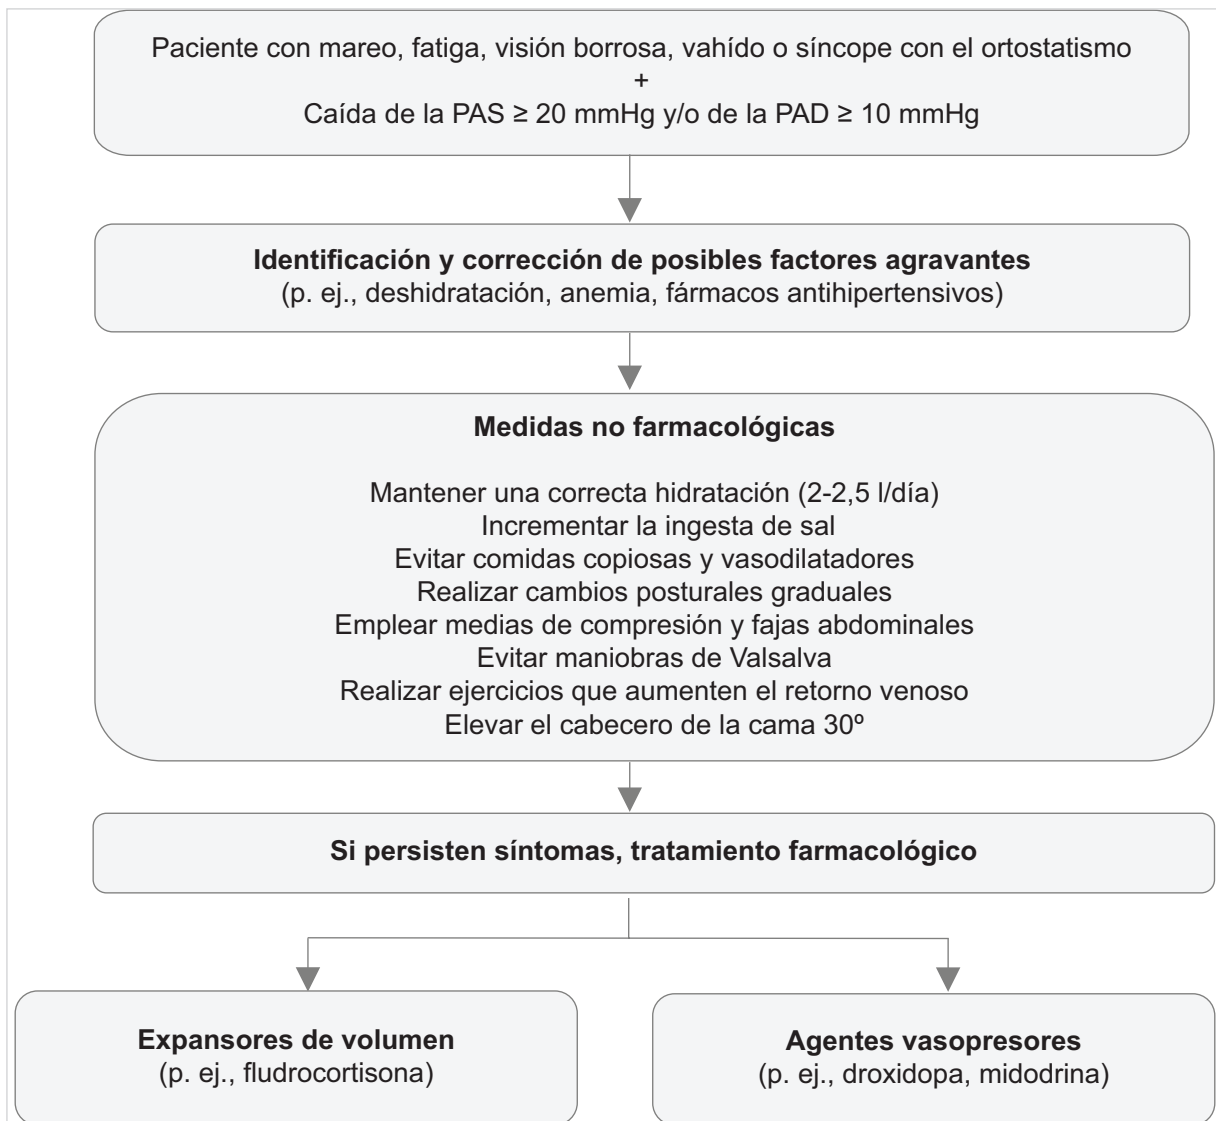 Paciente con mareo, fatiga, visión borrosa, vahído o síncope con el ortostatismo
+
Caída de la PAS ≥ 20 mmHg y/o de la PAD ≥ 10 mmHg
Identificación y corrección de posibles factores agravantes
(p. ej., deshidratación, anemia, fármacos antihipertensivos)
Medidas no farmacológicas
Mantener una correcta hidratación (2-2,5 l/día)
Incrementar la ingesta de sal
Evitar comidas copiosas y vasodilatadores
Realizar cambios posturales graduales
Emplear medias de compresión y fajas abdominales
Evitar maniobras de Valsalva
Realizar ejercicios que aumenten el retorno venoso
Elevar el cabecero de la cama 30º
Si persisten síntomas, tratamiento farmacológico
Expansores de volumen
(p. ej., fludrocortisona)
Agentes vasopresores
(p. ej., droxidopa, midodrina)